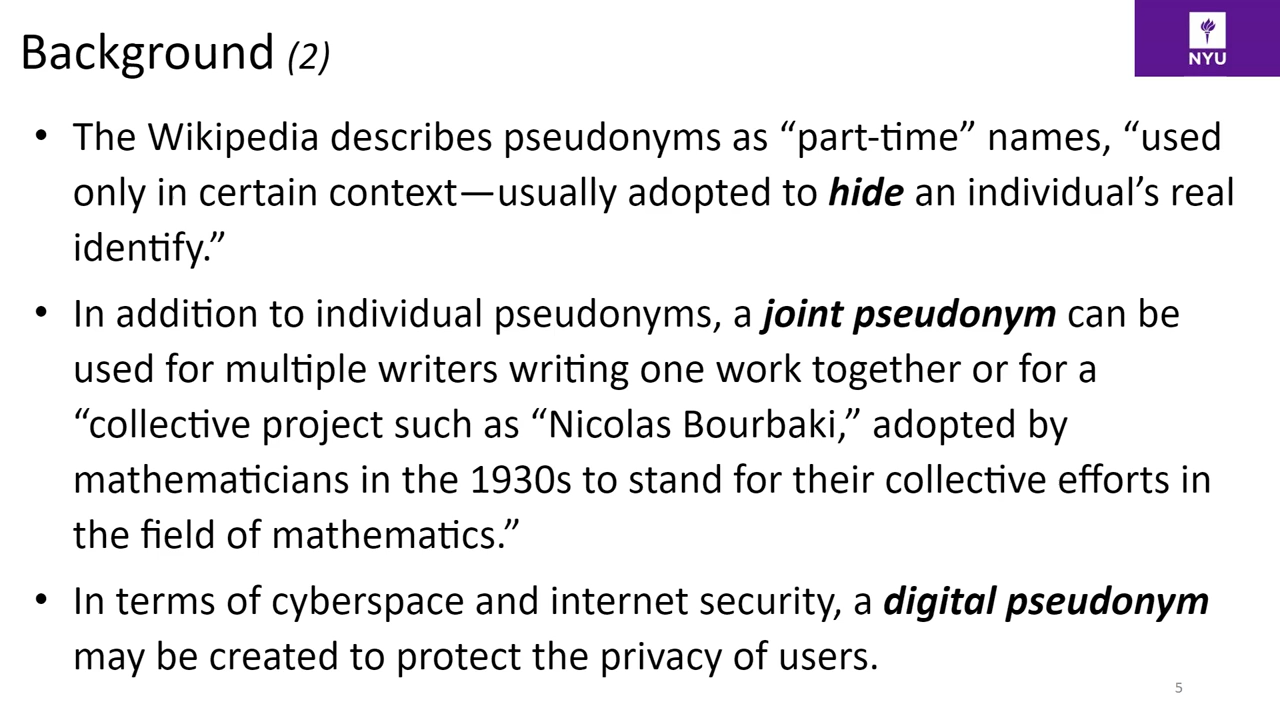 Background (2)
NYU
• The Wikipedia describes pseudonyms as “part-time” names, “used
only in certain context—usually adopted to hide an individual’s real
identify.”
• In addition to individual pseudonyms, a joint pseudonym can be
used for multiple writers writing one work together or for a
“collective project such as “Nicolas Bourbaki,” adopted by
mathematicians in the 1930s to stand for their collective efforts in
the field of mathematics.”
• In terms of cyberspace and internet security, a digital pseudonym
may be created to protect the privacy of users.
5